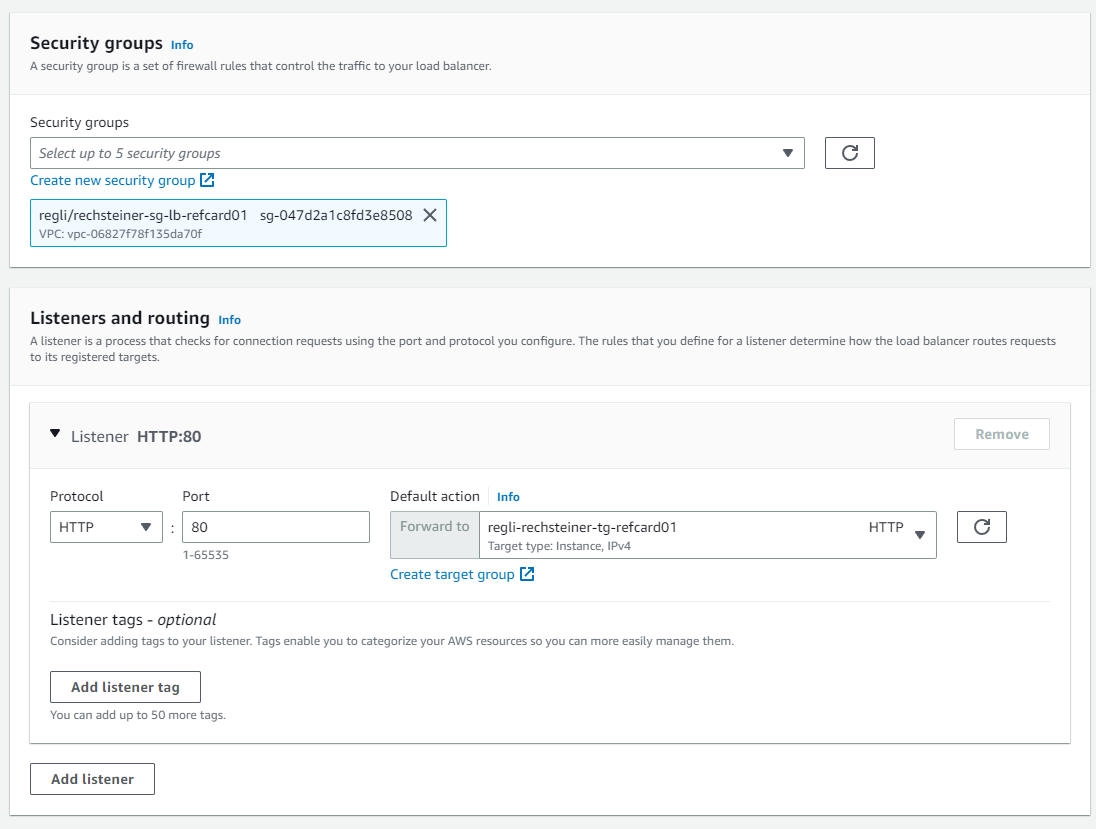 Security groups Info
A security group is a set of firewall rules that control the traffic to your load balancer.
Security groups
Select up to 5 security groups
Create new security group
regli/rechsteiner-sg-lb-refcard01 sg-047d2a1c8fd3e8508
VPC: vpc-06827f78f135da70f
Listeners and routing Info
A listener is a process that checks for connection requests using the port and protocol you configure. The rules that you define for a listener determine how the load balancer routes requests
to its registered targets.
Listener HTTP:80
Remove
Protocol Port Default action Info
HTTP : 80 Forward to regli-rechsteiner-tg-refcard01 HTTP
Target type: Instance, IPv4
1-65535
Create target group
Listener tags - optional
Consider adding tags to your listener. Tags enable you to categorize your AWS resources so you can more easily manage them.
Add listener tag
You can add up to 50 more tags.
Add listener